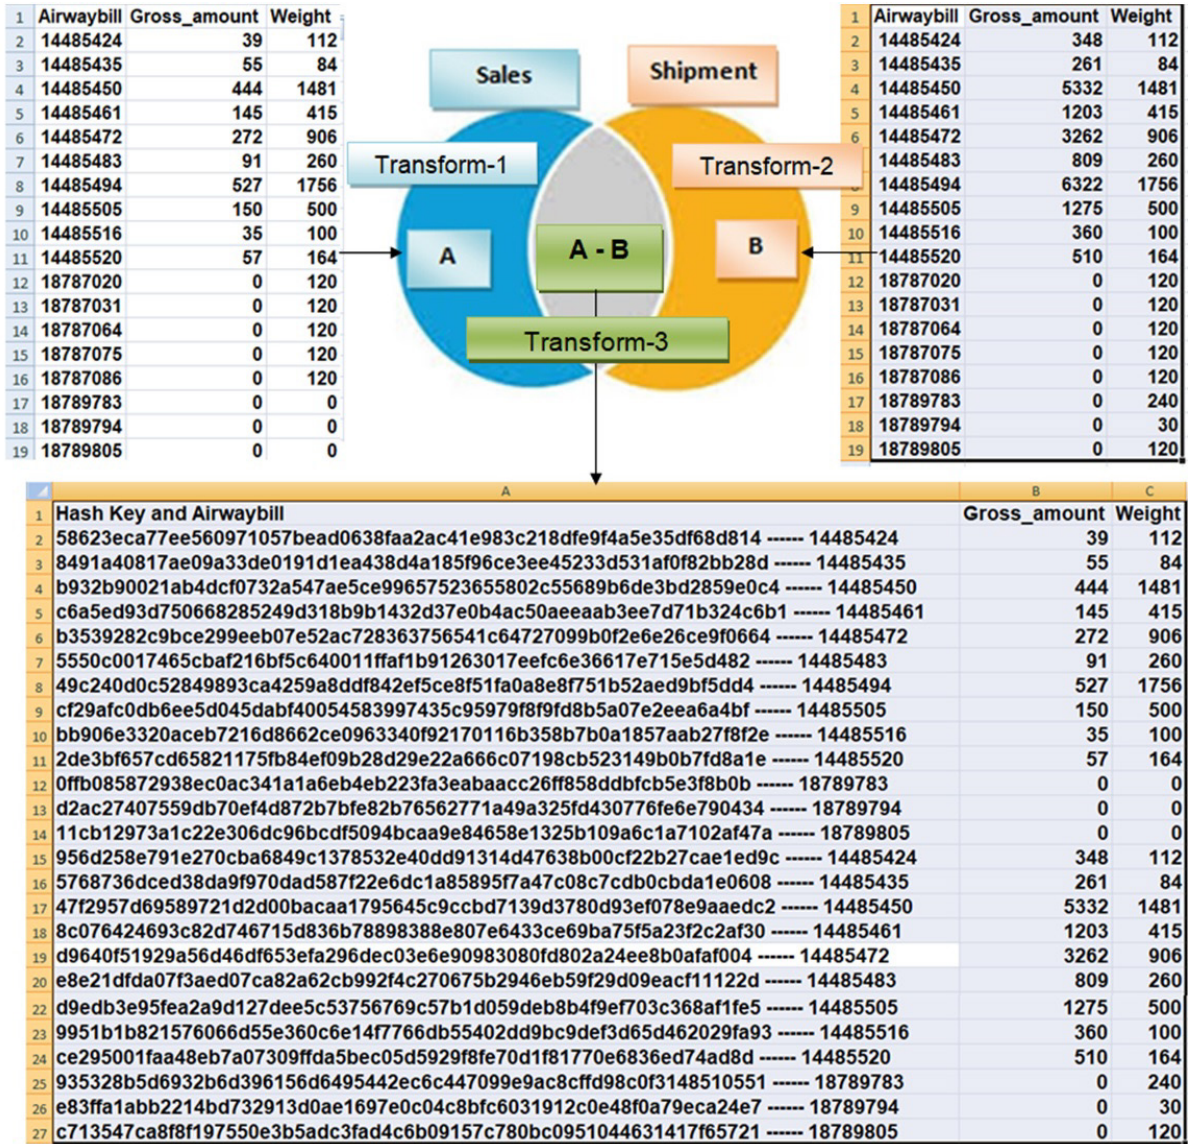 1 Airwaybill Gross_amount Weight
2 14485424 39 112
3 14485435 55 84
4 14485450 444 1481
5 14485461 145 415
6 14485472 272 906
7 14485483 91 260
8 14485494 527 1756
9 14485505 150 500
10 14485516 35 100
11 14485520 57 164
12 18787020 0 120
13 18787031 0 120
14 18787064 0 120
15 18787075 0 120
16 18787086 0 120
17 18789783 0 0
18 18789794 0 0
19 18789805 0 0
Sales
Shipment
Transform-1
Transform-2
A
A - B
B
Transform-3
1 Airwaybill Gross_amount Weight
2 14485424 348 112
3 14485435 261 84
4 14485450 5332 1481
5 14485461 1203 415
6 14485472 3262 906
7 14485483 809 260
8 14485494 6322 1756
9 14485505 1275 500
10 14485516 360 100
11 14485520 510 164
12 18787020 0 120
13 18787031 0 120
14 18787064 0 120
15 18787075 0 120
16 18787086 0 120
17 18789783 0 240
18 18789794 0 30
19 18789805 0 120
A B C
1 Hash Key and Airwaybill Gross_amount Weight
2 58623eca77ee560971057bead0638faa2ac41e983c218dfe9f4a5e35df68d814 ------ 14485424 39 112
3 8491a40817ae09a33de0191d1ea438d4a185f96ce3ee45233d531af0f82bb28d ------ 14485435 55 84
4 b932b90021ab4dcf0732a547ae5ce99657523655802c55689b6de3bd2859e0c4 ------ 14485450 444 1481
5 c6a5ed93d750668285249d318b9b1432d37e0b4ac50aeeaab3ee7d71b324c6b1 ------ 14485461 145 415
6 b3539282c9bce299eeb07e52ac728363756541c64727099b0f2e6e26ce9f0664 ------ 14485472 272 906
7 5550c0017465cbaf216bf5c640011ffaf1b91263017eefc6e36617e715e5d482 ------ 14485483 91 260
8 49c240d0c52849893ca4259a8ddf842ef5ce8f51fa0a8e8f751b52aed9bf5dd4 ------ 14485494 527 1756
9 cf29afc0db6ee5d045dabf40054583997435c95979f8f9fd8b5a07e2eea6a4bf ------ 14485505 150 500
10 bb906e3320aceb7216d8662ce0963340f92170116b358b7b0a1857aab27f8f2e ------ 14485516 35 100
11 2de3bf657cd65821175fb84ef09b28d29e22a666c07198cb523149b0b7fd8a1e ------ 14485520 57 164
12 0ffb085872938ec0ac341a1a6eb4eb223fa3eabaacc26ff858ddbfcb5e3f8b0b ------ 18789783 0 0
13 d2ac27407559db70ef4d872b7bfe82b76562771a49a325fd430776fe6e790434 ------ 18789794 0 0
14 11cb12973a1c22e306dc96bcdf5094bcaa9e84658e1325b109a6c1a7102af47a ------ 18789805 0 0
15 956d258e791e270cba6849c1378532e40dd91314d47638b00cf22b27cae1ed9c ------ 14485424 348 112
16 5768736dced38da9f970dad587f22e6dc1a85895f7a47c08c7cdb0cbda1e0608 ------ 14485435 261 84
17 47f2957d69589721d2d00bacaa1795645c9ccbd7139d3780d93ef078e9aaedc2 ------ 14485450 5332 1481
18 8c076424693c82d746715d836b78898388e807e6433ce69ba75f5a23f2c2af30 ------ 14485461 1203 415
19 d9640f51929a56d46df653efa296dec03e6e90983080fd802a24ee8b0afaf004 ------ 14485472 3262 906
20 e8e21dfda07f3aed07ca82a62cb992f4c270675b2946eb59f29d09eacf11122d ------ 14485483 809 260
22 d9edb3e95fea2a9d127dee5c53756769c57b1d059deb8b4f9ef703c368af1fe5 ------ 14485505 1275 500
23 9951b1b821576066d55e360c6e14f7766db55402dd9bc9def3d65d462029fa93 ------ 14485516 360 100
24 ce295001faa48eb7a07309ffda5bec05d5929f8fe70d1f81770e6836ed74ad8d ------ 14485520 510 164
25 935328b5d6932b6d396156d6495442ec6c447099e9ac8cffd98c0f3148510551 ------ 18789783 0 240
26 e83ffa1abb2214bd732913d0ae1697e0c04c8bfc6031912c0e48f0a79eca24e7 ------ 18789794 0 30
27 c713547ca8f8f197550e3b5adc3fad4c6b09157c780bc0951044631417f65721 ------ 18789805 0 120